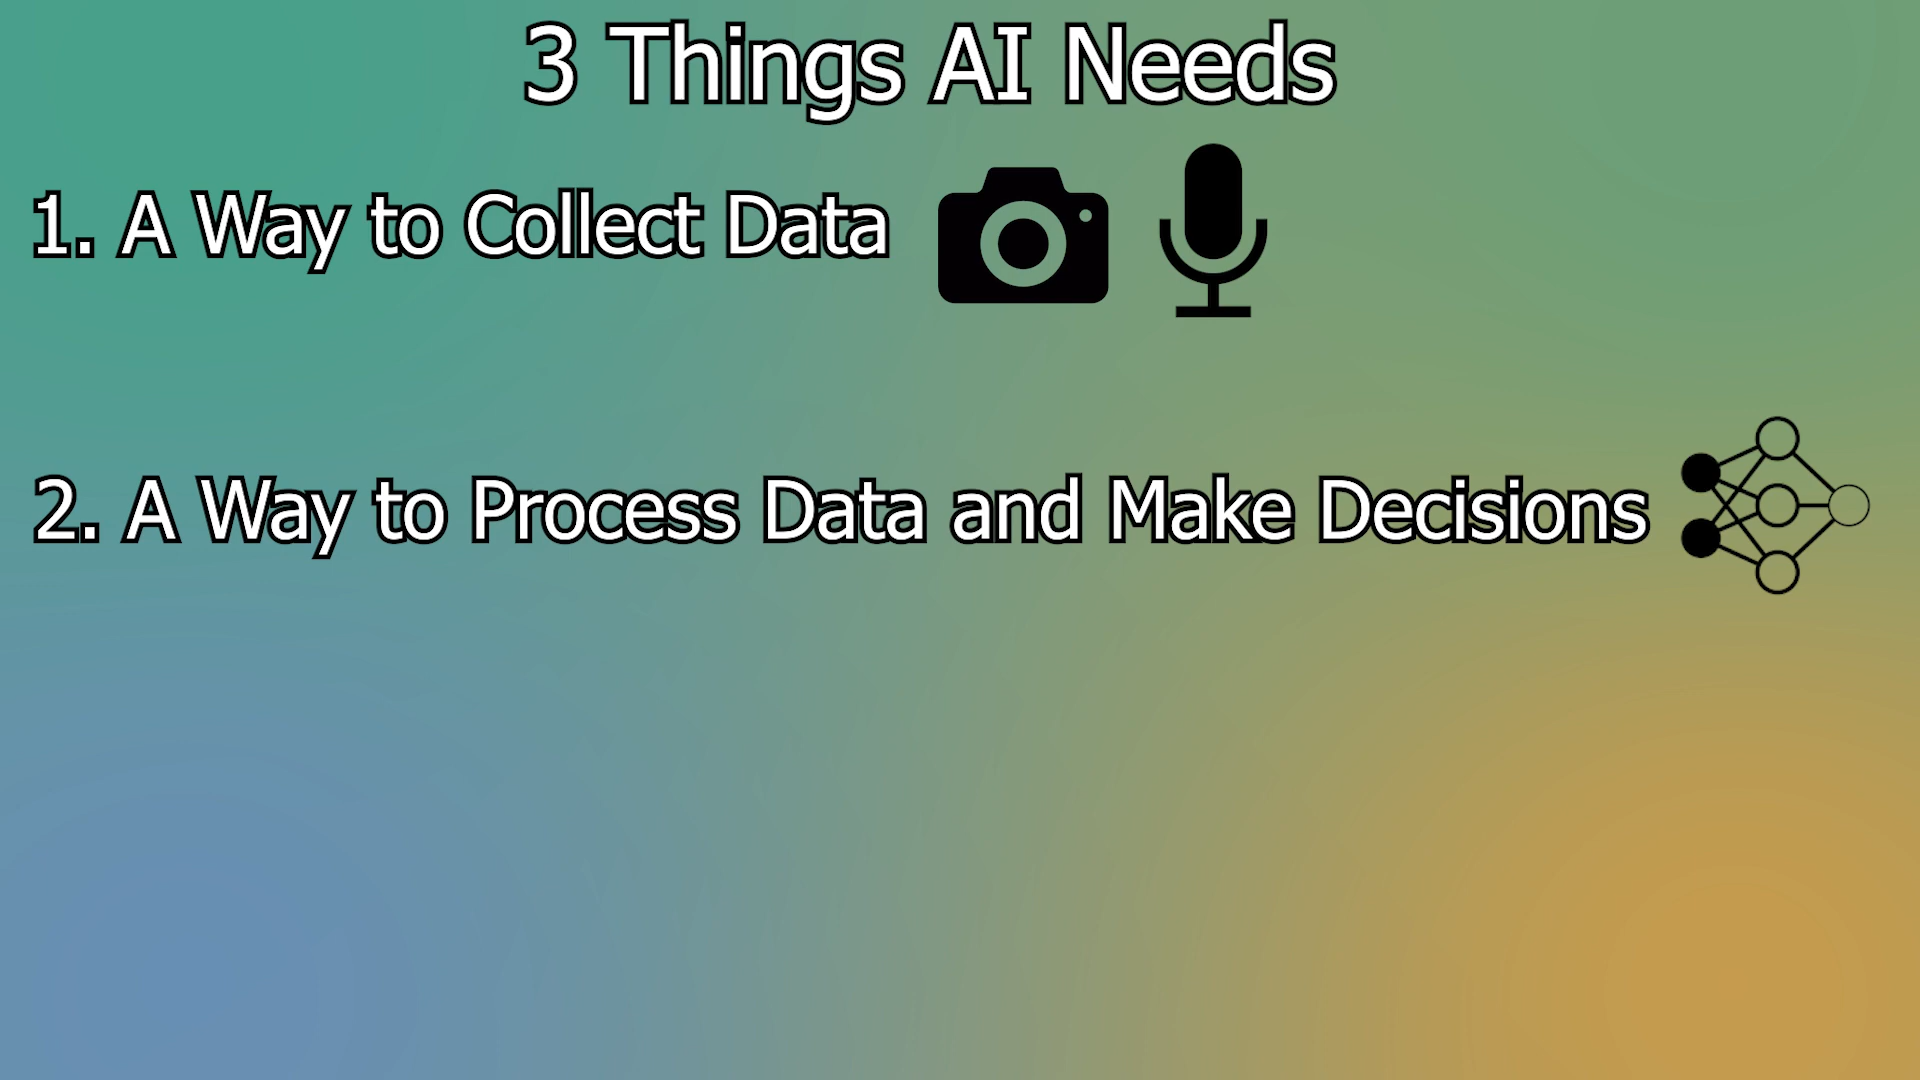 3 Things AI Needs
1. A Way to Collect Data
2. A Way to Process Data and Make Decisions